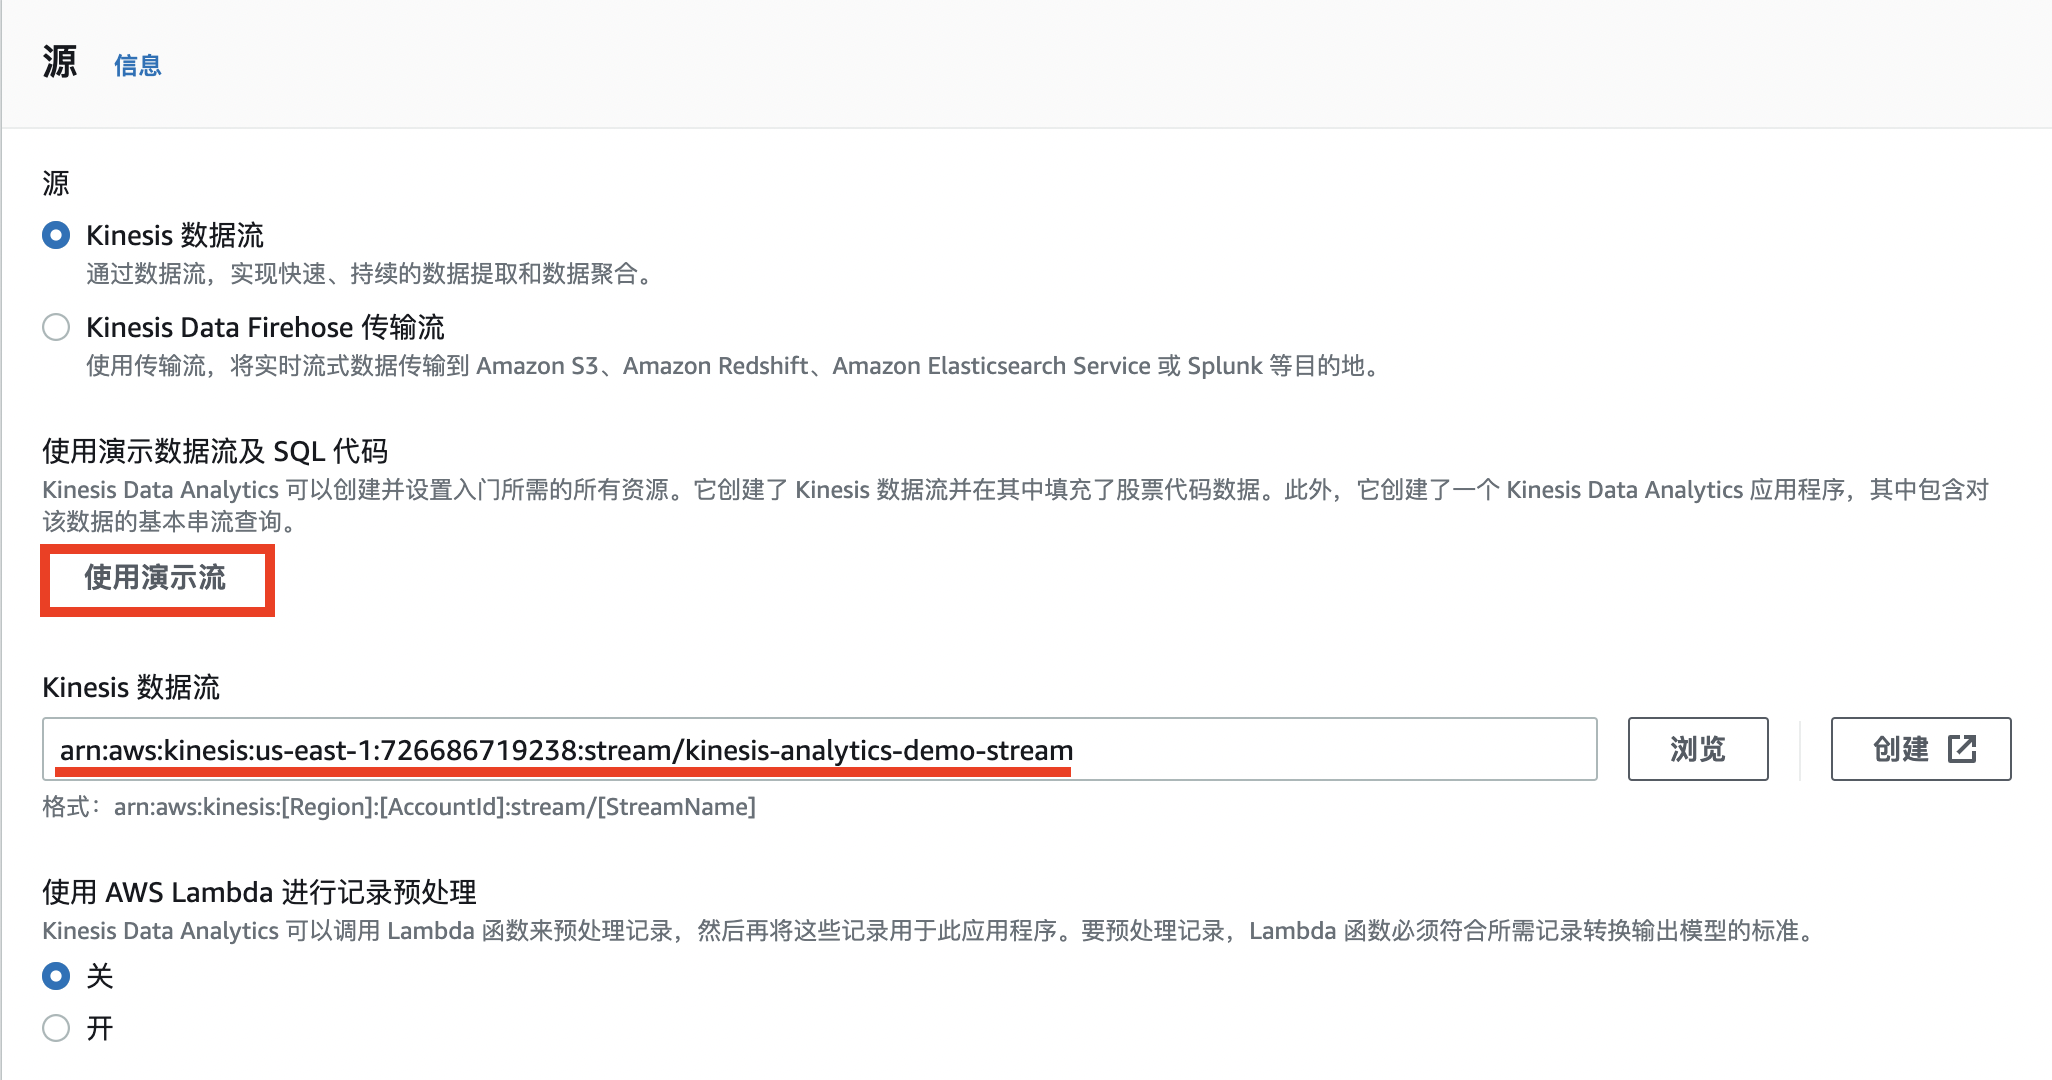 源 信息
源
Kinesis 数据流
通过数据流，实现快速、持续的数据提取和数据聚合。
Kinesis Data Firehose 传输流
使用传输流，将实时流式数据传输到 Amazon S3、Amazon Redshift、Amazon Elasticsearch Service 或 Splunk 等目的地。
使用演示数据流及 SQL 代码
Kinesis Data Analytics 可以创建并设置入门所需的所有资源。它创建了 Kinesis 数据流并在其中填充了股票代码数据。此外，它创建了一个 Kinesis Data Analytics 应用程序，其中包含对
该数据的基本串流查询。
使用演示流
Kinesis 数据流
arn:aws:kinesis:us-east-1:726686719238:stream/kinesis-analytics-demo-stream 浏览 创建
格式：arn:aws:kinesis:[Region]:[AccountId]:stream/[StreamName]
使用 AWS Lambda 进行记录预处理
Kinesis Data Analytics 可以调用 Lambda 函数来预处理记录，然后再将这些记录用于此应用程序。要预处理记录，Lambda 函数必须符合所需记录转换输出模型的标准。
关
开